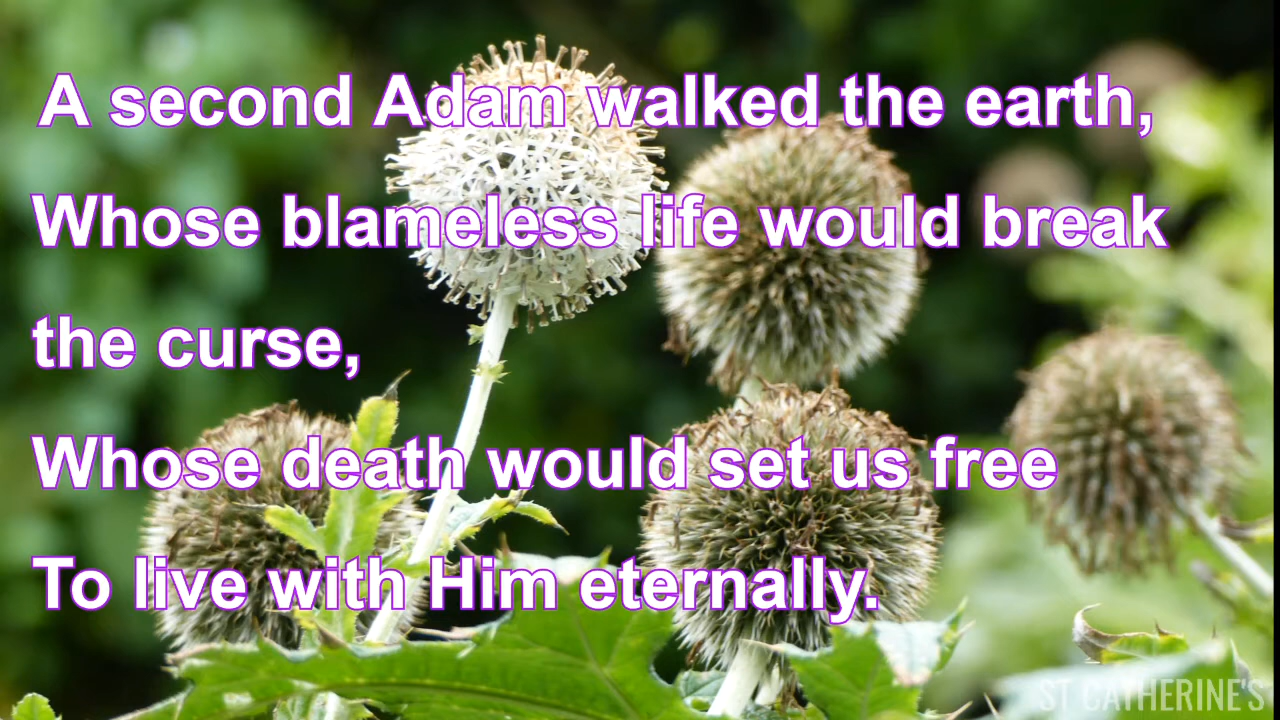 A second Adam walked the earth,
Whose blameless life would break
the curse,
Whose death would set us free
To live with Him eternally.
ST CATHERINE'S